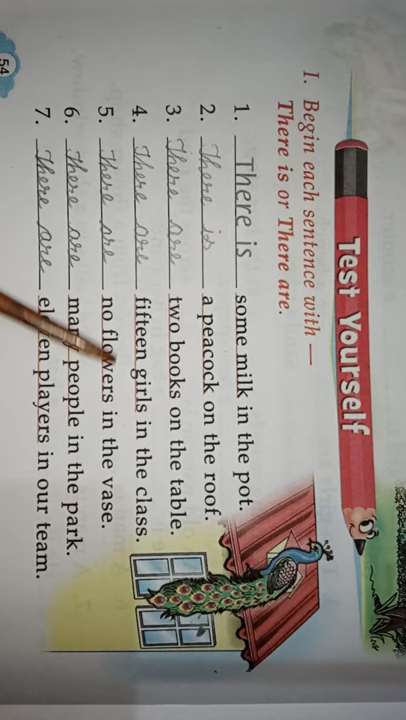 Test Yourself
I. Begin each sentence with —
There is or There are.
1. There is some milk in the pot.
2. There is a peacock on the roof.
3. There are two books on the table.
4. There are fifteen girls in the class.
5. There are no flowers in the vase.
6. There are many people in the park.
7. There are eleven players in our team.
54